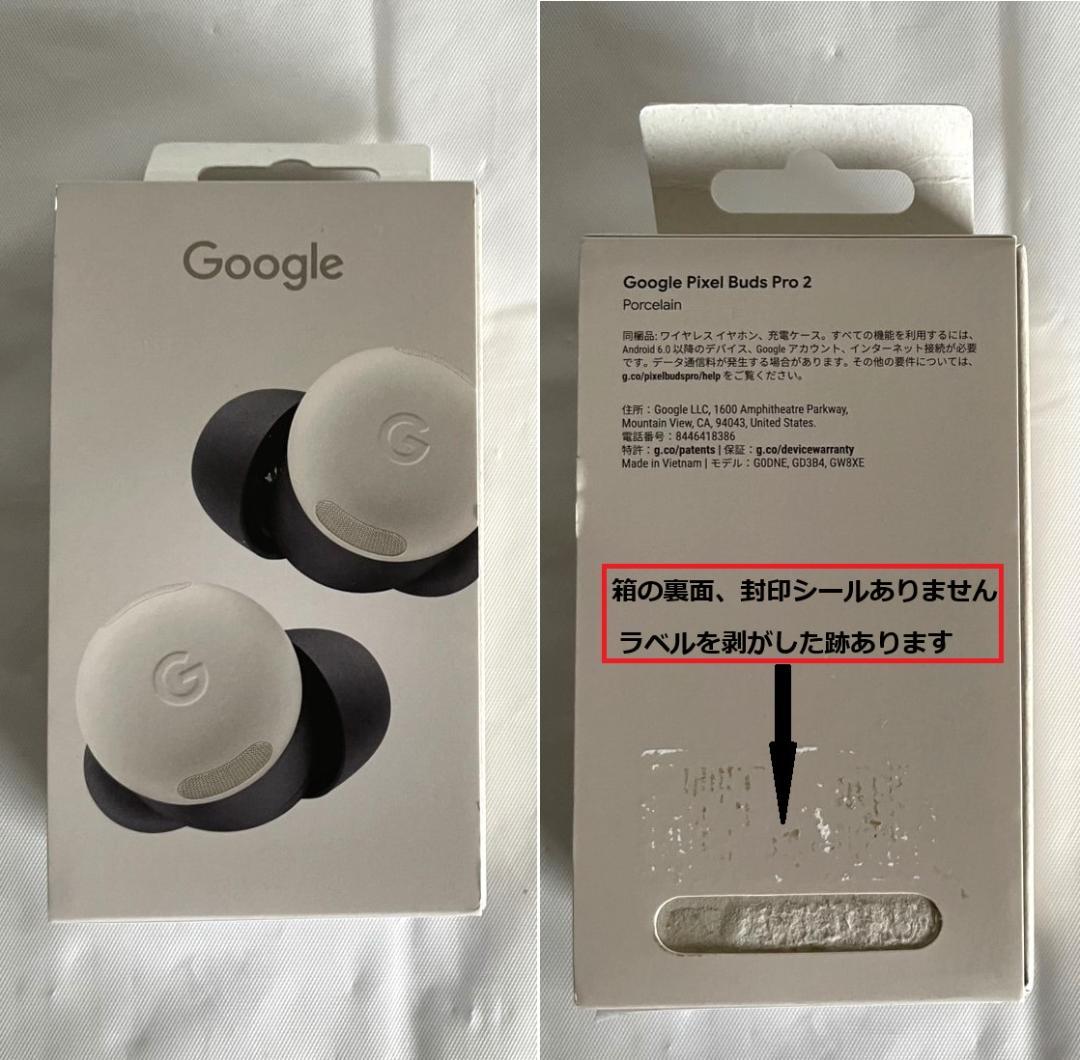 Google
G
G
Google Pixel Buds Pro 2
Porcelain
同梱品: ワイヤレス イヤホン、充電ケース。すべての機能を利用するには、
Android 6.0 以降のデバイス、Google アカウント、インターネット接続が必要
です。データ通信料が発生する場合があります。その他の要件については、
g.co/pixelbudspro/help をご覧ください。
住所：Google LLC, 1600 Amphitheatre Parkway,
Mountain View, CA, 94043, United States.
電話番号：8446418386
特許：g.co/patents | 保証：g.co/devicewarranty
Made in Vietnam | モデル：G0DNE, GD3B4, GW8XE
箱の裏面、封印シールありません
ラベルを剥がした跡あります